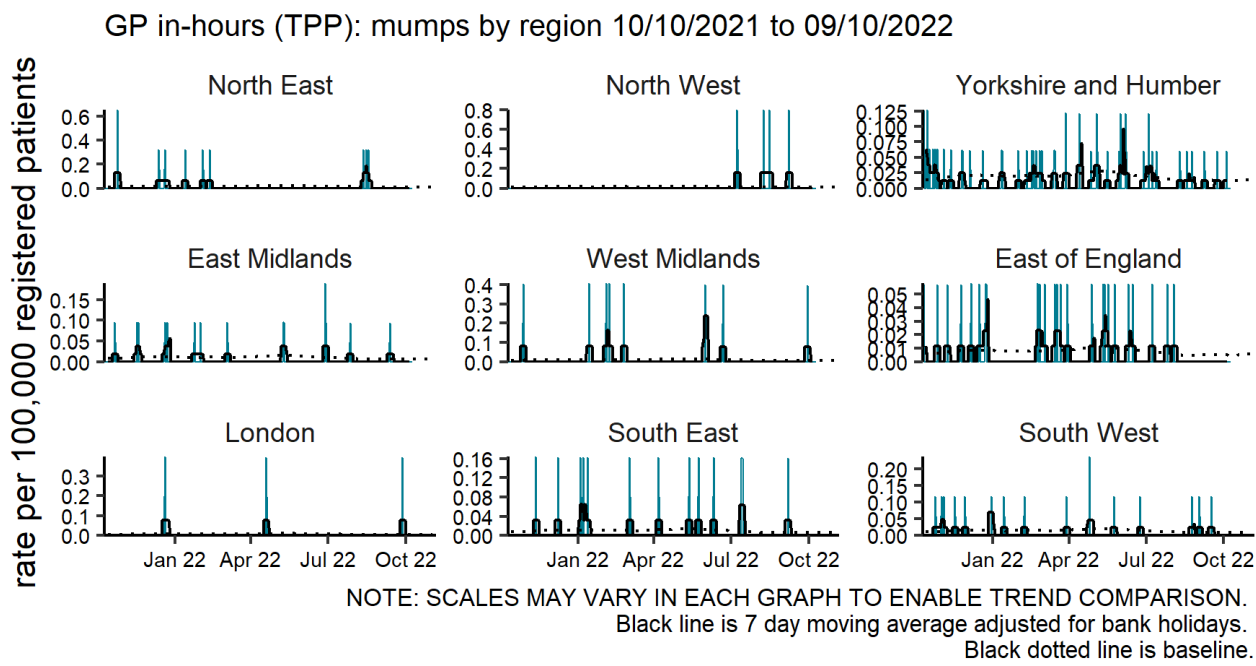 GP in-hours (TPP): mumps by region 10/10/2021 to 09/10/2022
rate per 100,000 registered patients
North East
0.6
0.4
0.2
0.0
North West
0.8
0.6
0.4
0.2
0.0
Yorkshire and Humber
0.125
0.100
0.075
0.050
0.025
0.000
East Midlands
0.15
0.10
0.05
0.00
West Midlands
0.4
0.3
0.2
0.1
0.0
East of England
0.05
0.04
0.03
0.02
0.01
0.00
London
0.3
0.2
0.1
0.0
South East
0.16
0.12
0.08
0.04
0.00
South West
0.20
0.15
0.10
0.05
0.00
Jan 22 Apr 22 Jul 22 Oct 22
Jan 22 Apr 22 Jul 22 Oct 22
Jan 22 Apr 22 Jul 22 Oct 22
NOTE: SCALES MAY VARY IN EACH GRAPH TO ENABLE TREND COMPARISON.
Black line is 7 day moving average adjusted for bank holidays.
Black dotted line is baseline.